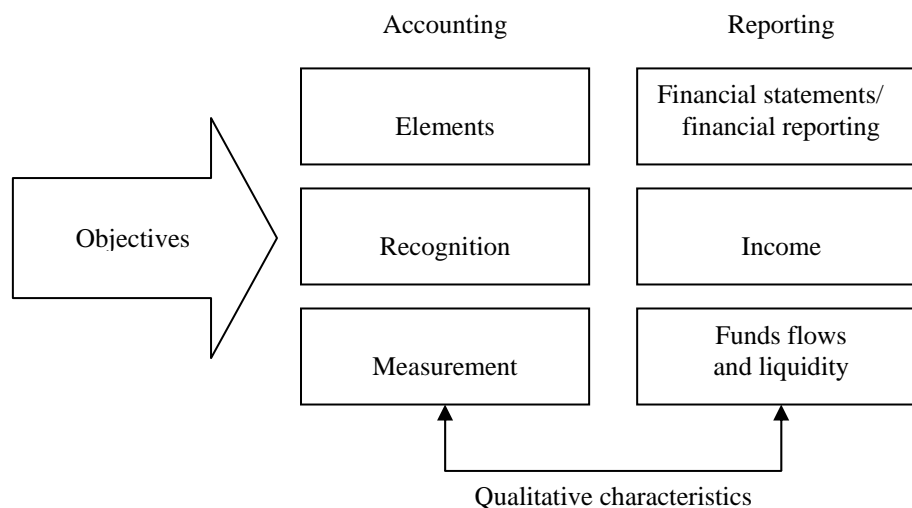 Accounting
Reporting
Elements
Financial statements/
financial reporting
Objectives
Recognition
Income
Measurement
Funds flows
and liquidity
Qualitative characteristics